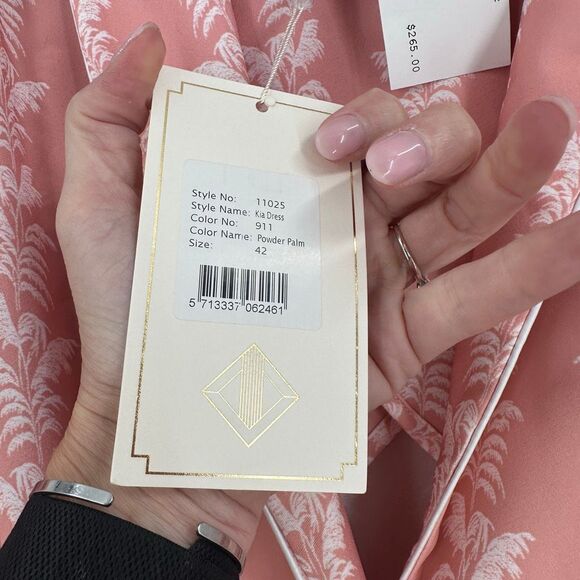 $265.00
Style No: 11025
Style Name: Kia Dress
Color No: 911
Color Name: Powder Palm
Size: 42
5 713337 062461